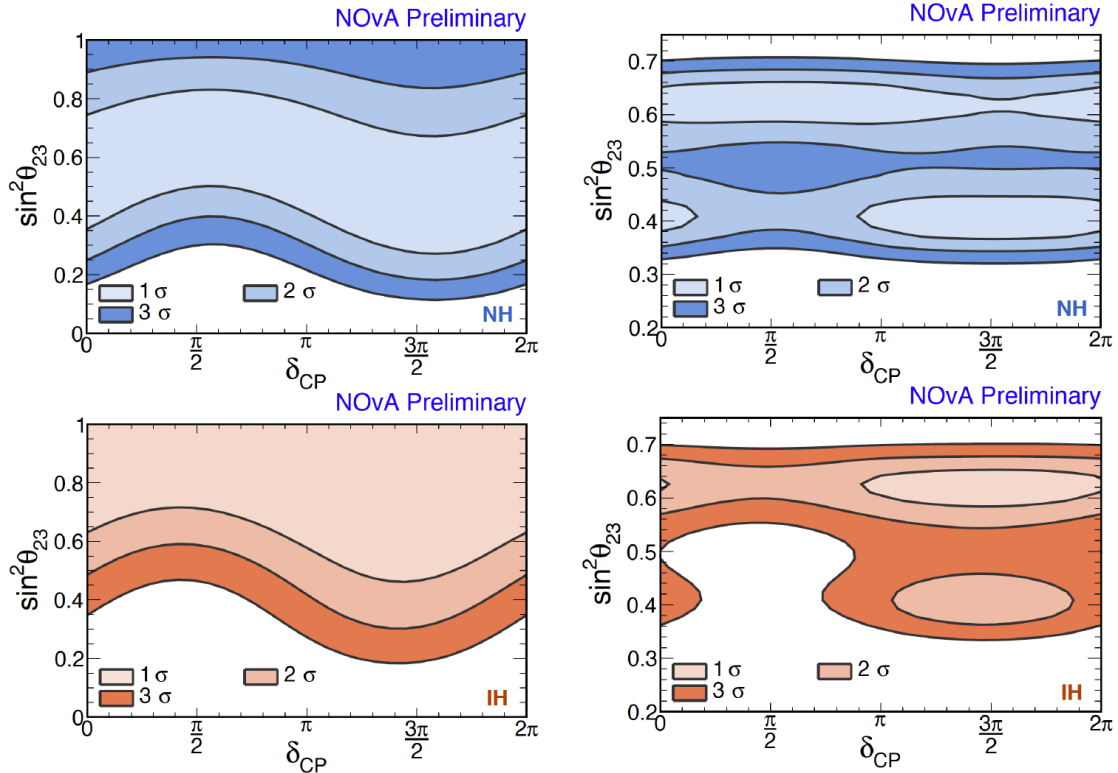 NOvA Preliminary
sin²θ₂₃
1
0.8
0.6
0.4
0.2
0
1 σ
2 σ
3 σ
NH
0
π/2
π
3π/2
2π
δCP
NOvA Preliminary
sin²θ₂₃
0.7
0.6
0.5
0.4
0.3
0.2
1 σ
2 σ
3 σ
NH
0
π/2
π
3π/2
2π
δCP
NOvA Preliminary
sin²θ₂₃
1
0.8
0.6
0.4
0.2
0
1 σ
2 σ
3 σ
IH
0
π/2
π
3π/2
2π
δCP
NOvA Preliminary
sin²θ₂₃
0.7
0.6
0.5
0.4
0.3
0.2
1 σ
2 σ
3 σ
IH
0
π/2
π
3π/2
2π
δCP